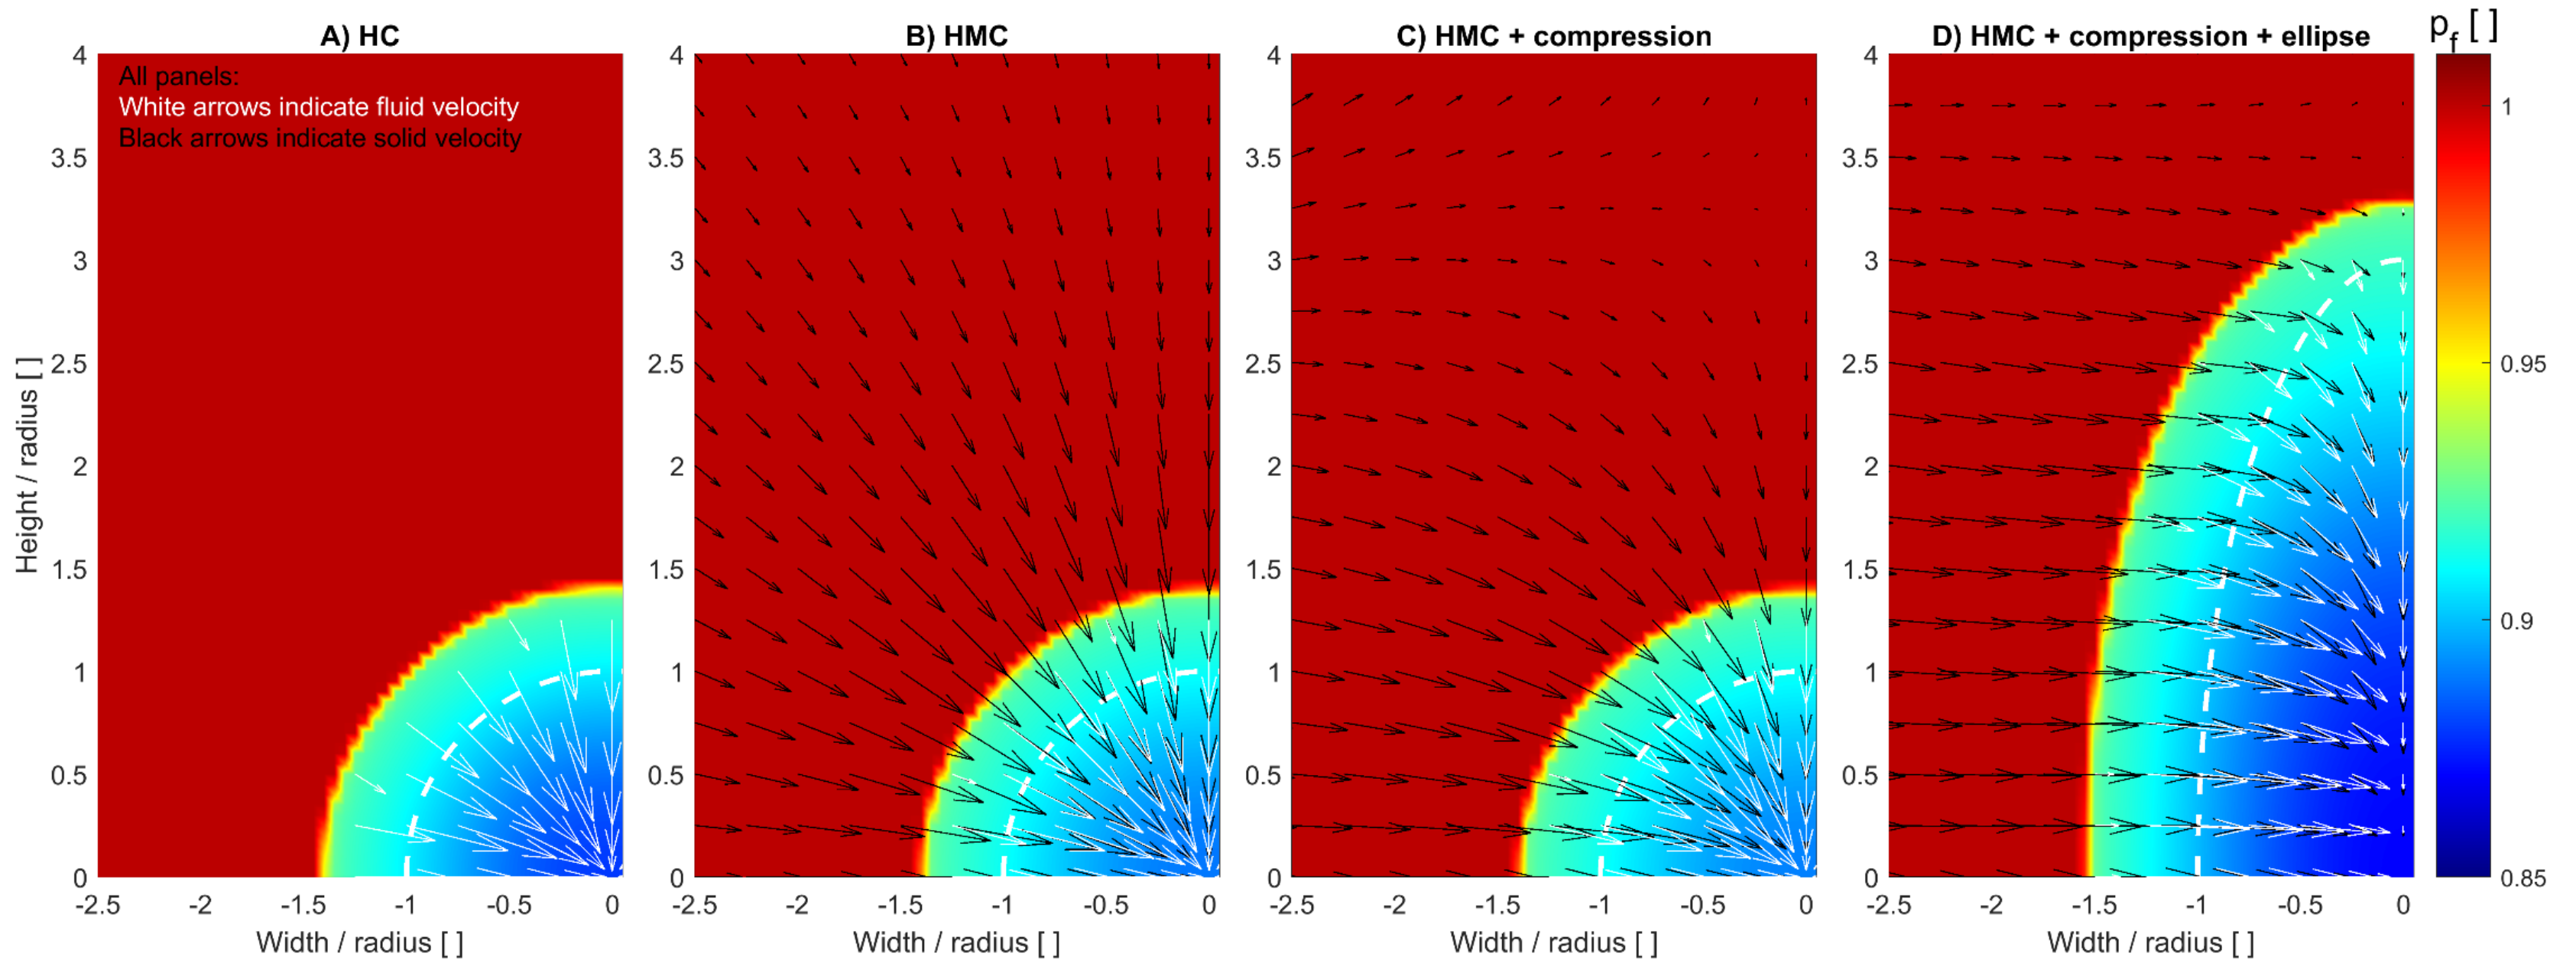 A) HC
B) HMC
C) HMC + compression
D) HMC + compression + ellipse
p_f [ ]
All panels:
White arrows indicate fluid velocity
Black arrows indicate solid velocity
Height / radius [ ]
4
3.5
3
2.5
2
1.5
1
0.5
0
4
3.5
3
2.5
2
1.5
1
0.5
0
4
3.5
3
2.5
2
1.5
1
0.5
0
4
3.5
3
2.5
2
1.5
1
0.5
0
1
0.95
0.9
0.85
-2.5 -2 -1.5 -1 -0.5 0
-2.5 -2 -1.5 -1 -0.5 0
-2.5 -2 -1.5 -1 -0.5 0
-2.5 -2 -1.5 -1 -0.5 0
Width / radius [ ]
Width / radius [ ]
Width / radius [ ]
Width / radius [ ]